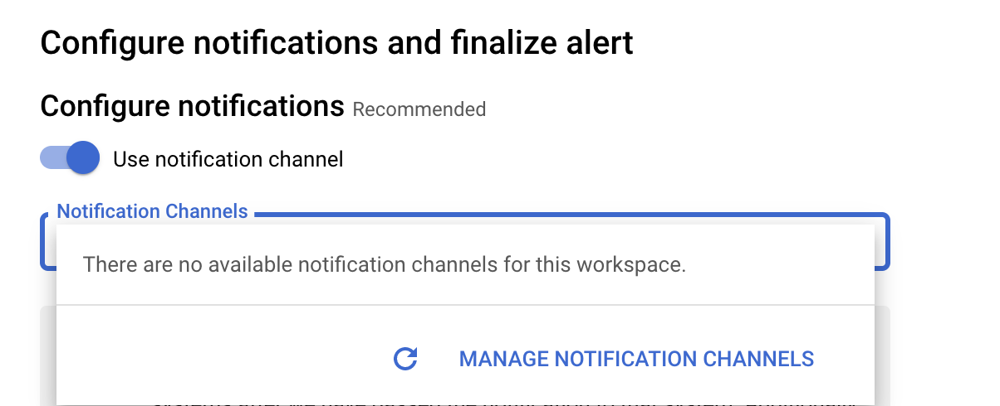 Configure notifications and finalize alert
Configure notifications Recommended
Use notification channel
Notification Channels
There are no available notification channels for this workspace.
MANAGE NOTIFICATION CHANNELS